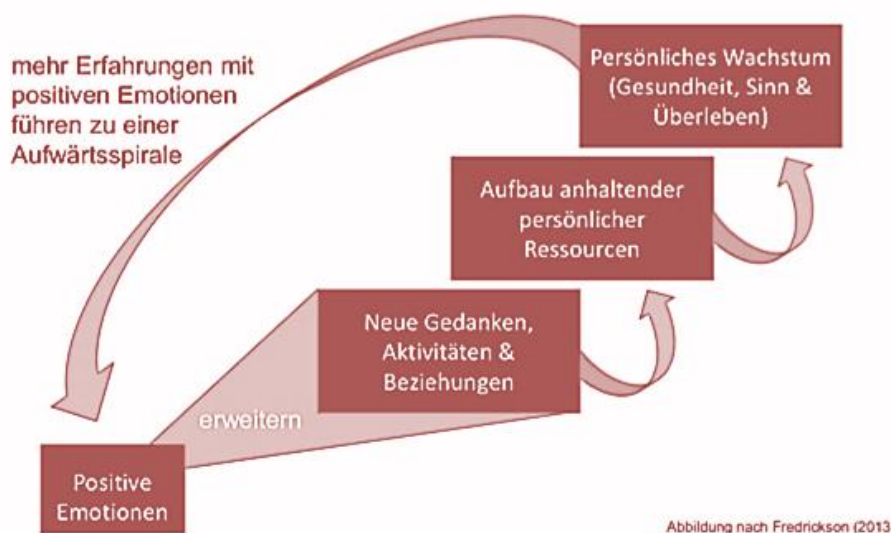 mehr Erfahrungen mit
positiven Emotionen
führen zu einer
Aufwärtsspirale
Persönliches Wachstum
(Gesundheit, Sinn &
Überleben)
Aufbau anhaltender
persönlicher
Ressourcen
Neue Gedanken,
Aktivitäten &
Beziehungen
erweitern
Positive
Emotionen
Abbildung nach Fredrickson (2013